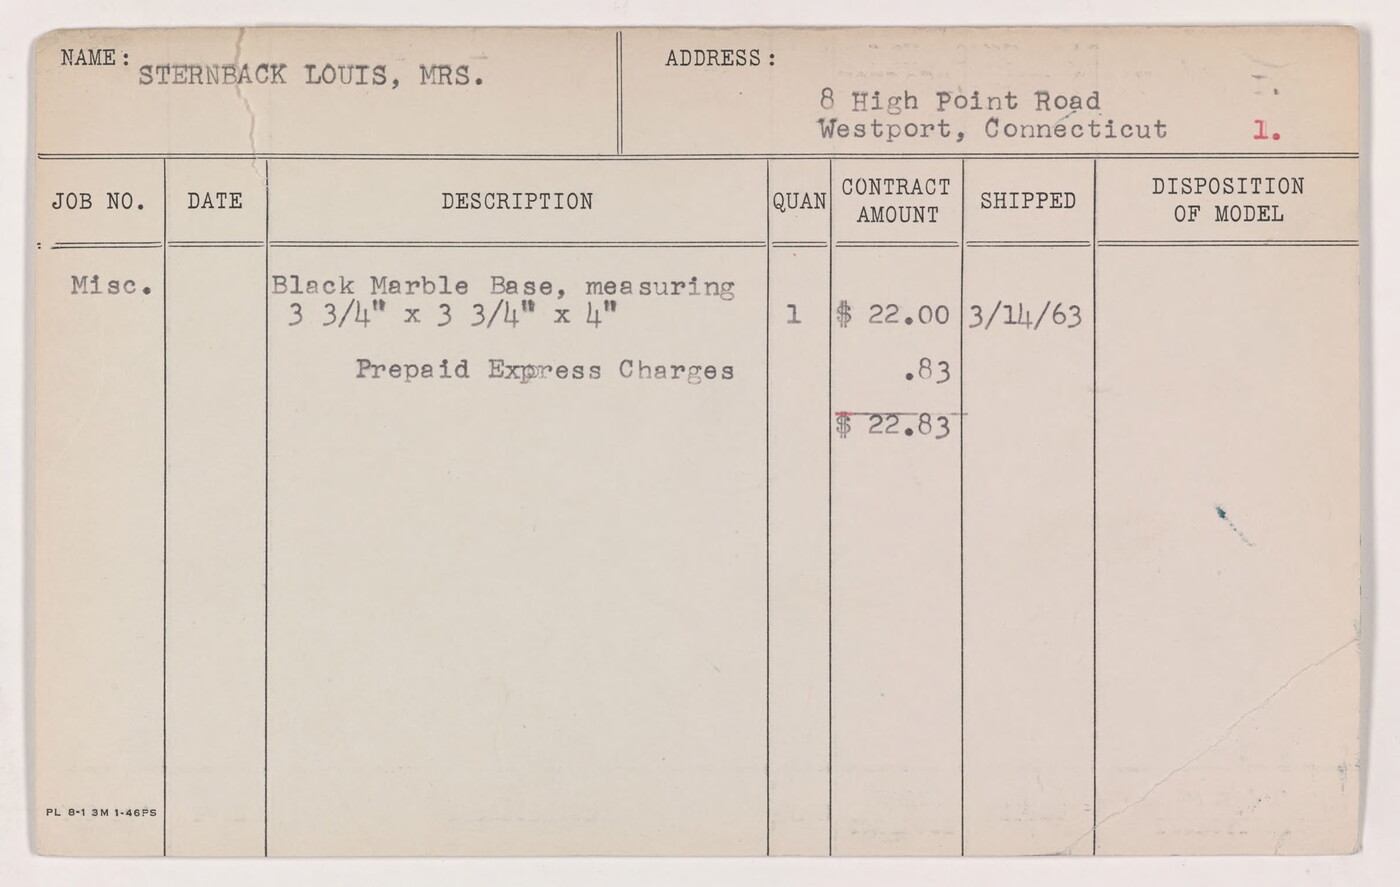 NAME: STERNBACK LOUIS, MRS.
ADDRESS:
8 High Point Road
Westport, Connecticut 1.
JOB NO. DATE DESCRIPTION QUAN CONTRACT AMOUNT SHIPPED DISPOSITION OF MODEL
Misc. Black Marble Base, measuring
3 3/4" x 3 3/4" x 4" 1 $ 22.00 3/14/63
Prepaid Express Charges .83
$ 22.83
PL 8-1 3M 1-46PS